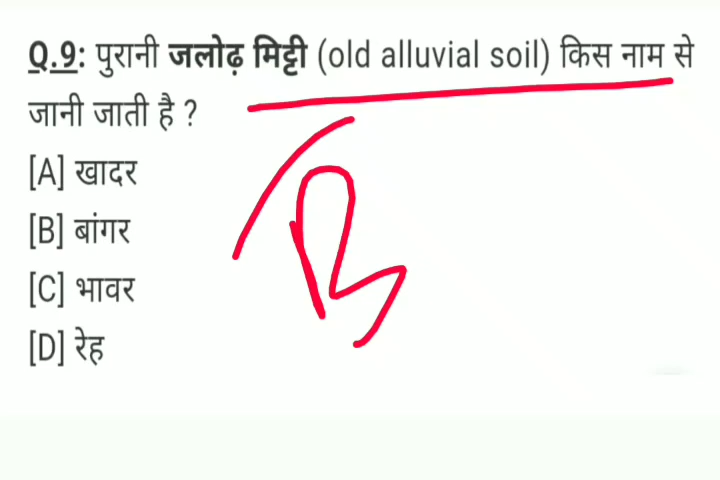 Q.9: पुरानी जलोढ़ मिट्टी (old alluvial soil) किस नाम से
जानी जाती है ?
[A] खादर
[B] बांगर
[C] भावर
[D] रेह
B